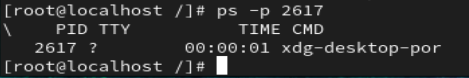 [root@localhost /]# ps -p 2617
\     PID TTY          TIME CMD
   2617 ?        00:00:01 xdg-desktop-por
[root@localhost /]#